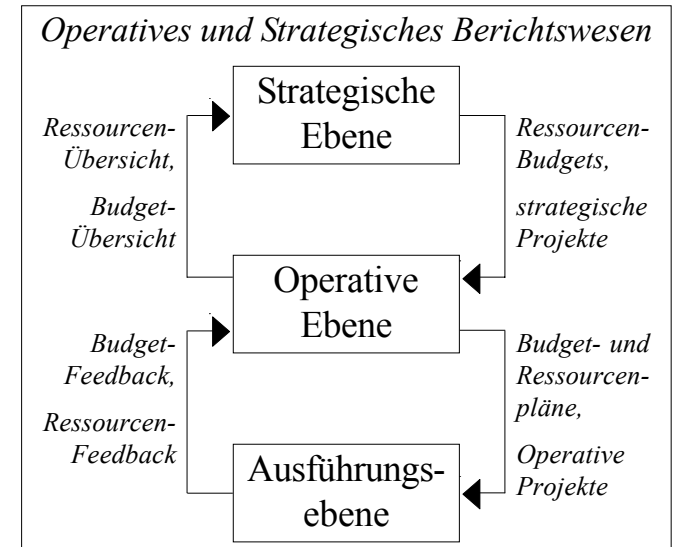 Operatives und Strategisches Berichtswesen
Strategische
Ebene
Ressourcen-
Übersicht,
Budget-
Übersicht
Ressourcen-
Budgets,
strategische
Projekte
Operative
Ebene
Budget-
Feedback,
Ressourcen-
Feedback
Budget- und
Ressourcen-
pläne,
Operative
Projekte
Ausführungs-
ebene